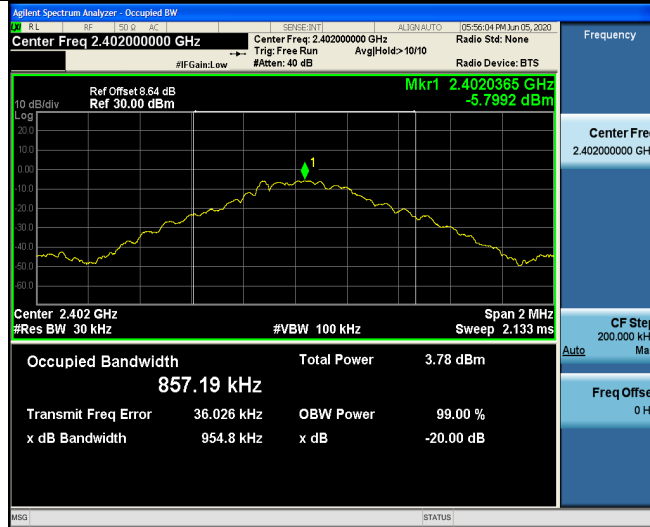 Agilent Spectrum Analyzer - Occupied BW
LXI RL RF 50 Ω AC SENSE:INT ALIGN AUTO 05:56:04 PM Jun 05, 2020
Center Freq 2.402000000 GHz
Center Freq: 2.402000000 GHz Radio Std: None
Trig: Free Run Avg|Hold:> 10/10
#IFGain:Low #Atten: 40 dB Radio Device: BTS
Frequency
Ref Offset 8.64 dB Mkr1 2.4020365 GHz
10 dB/div Ref 30.00 dBm -5.7992 dBm
Log
20.0
10.0
0.00
1
-10.0
-20.0
-30.0
-40.0
-50.0
-60.0
Center Fre
2.402000000 GH
Center 2.402 GHz Span 2 MHz
#Res BW 30 kHz #VBW 100 kHz Sweep 2.133 ms
CF Ste
200.000 kH
Auto Ma
Occupied Bandwidth Total Power 3.78 dBm
857.19 kHz
Transmit Freq Error 36.026 kHz OBW Power 99.00 %
x dB Bandwidth 954.8 kHz x dB -20.00 dB
Freq Offse
0 H
MSG STATUS